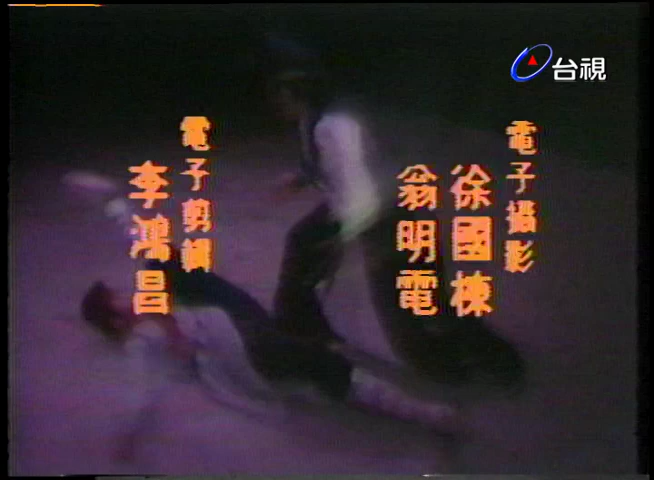 台視
電子攝影
徐國棟
翁明電
電子剪輯
李鴻昌